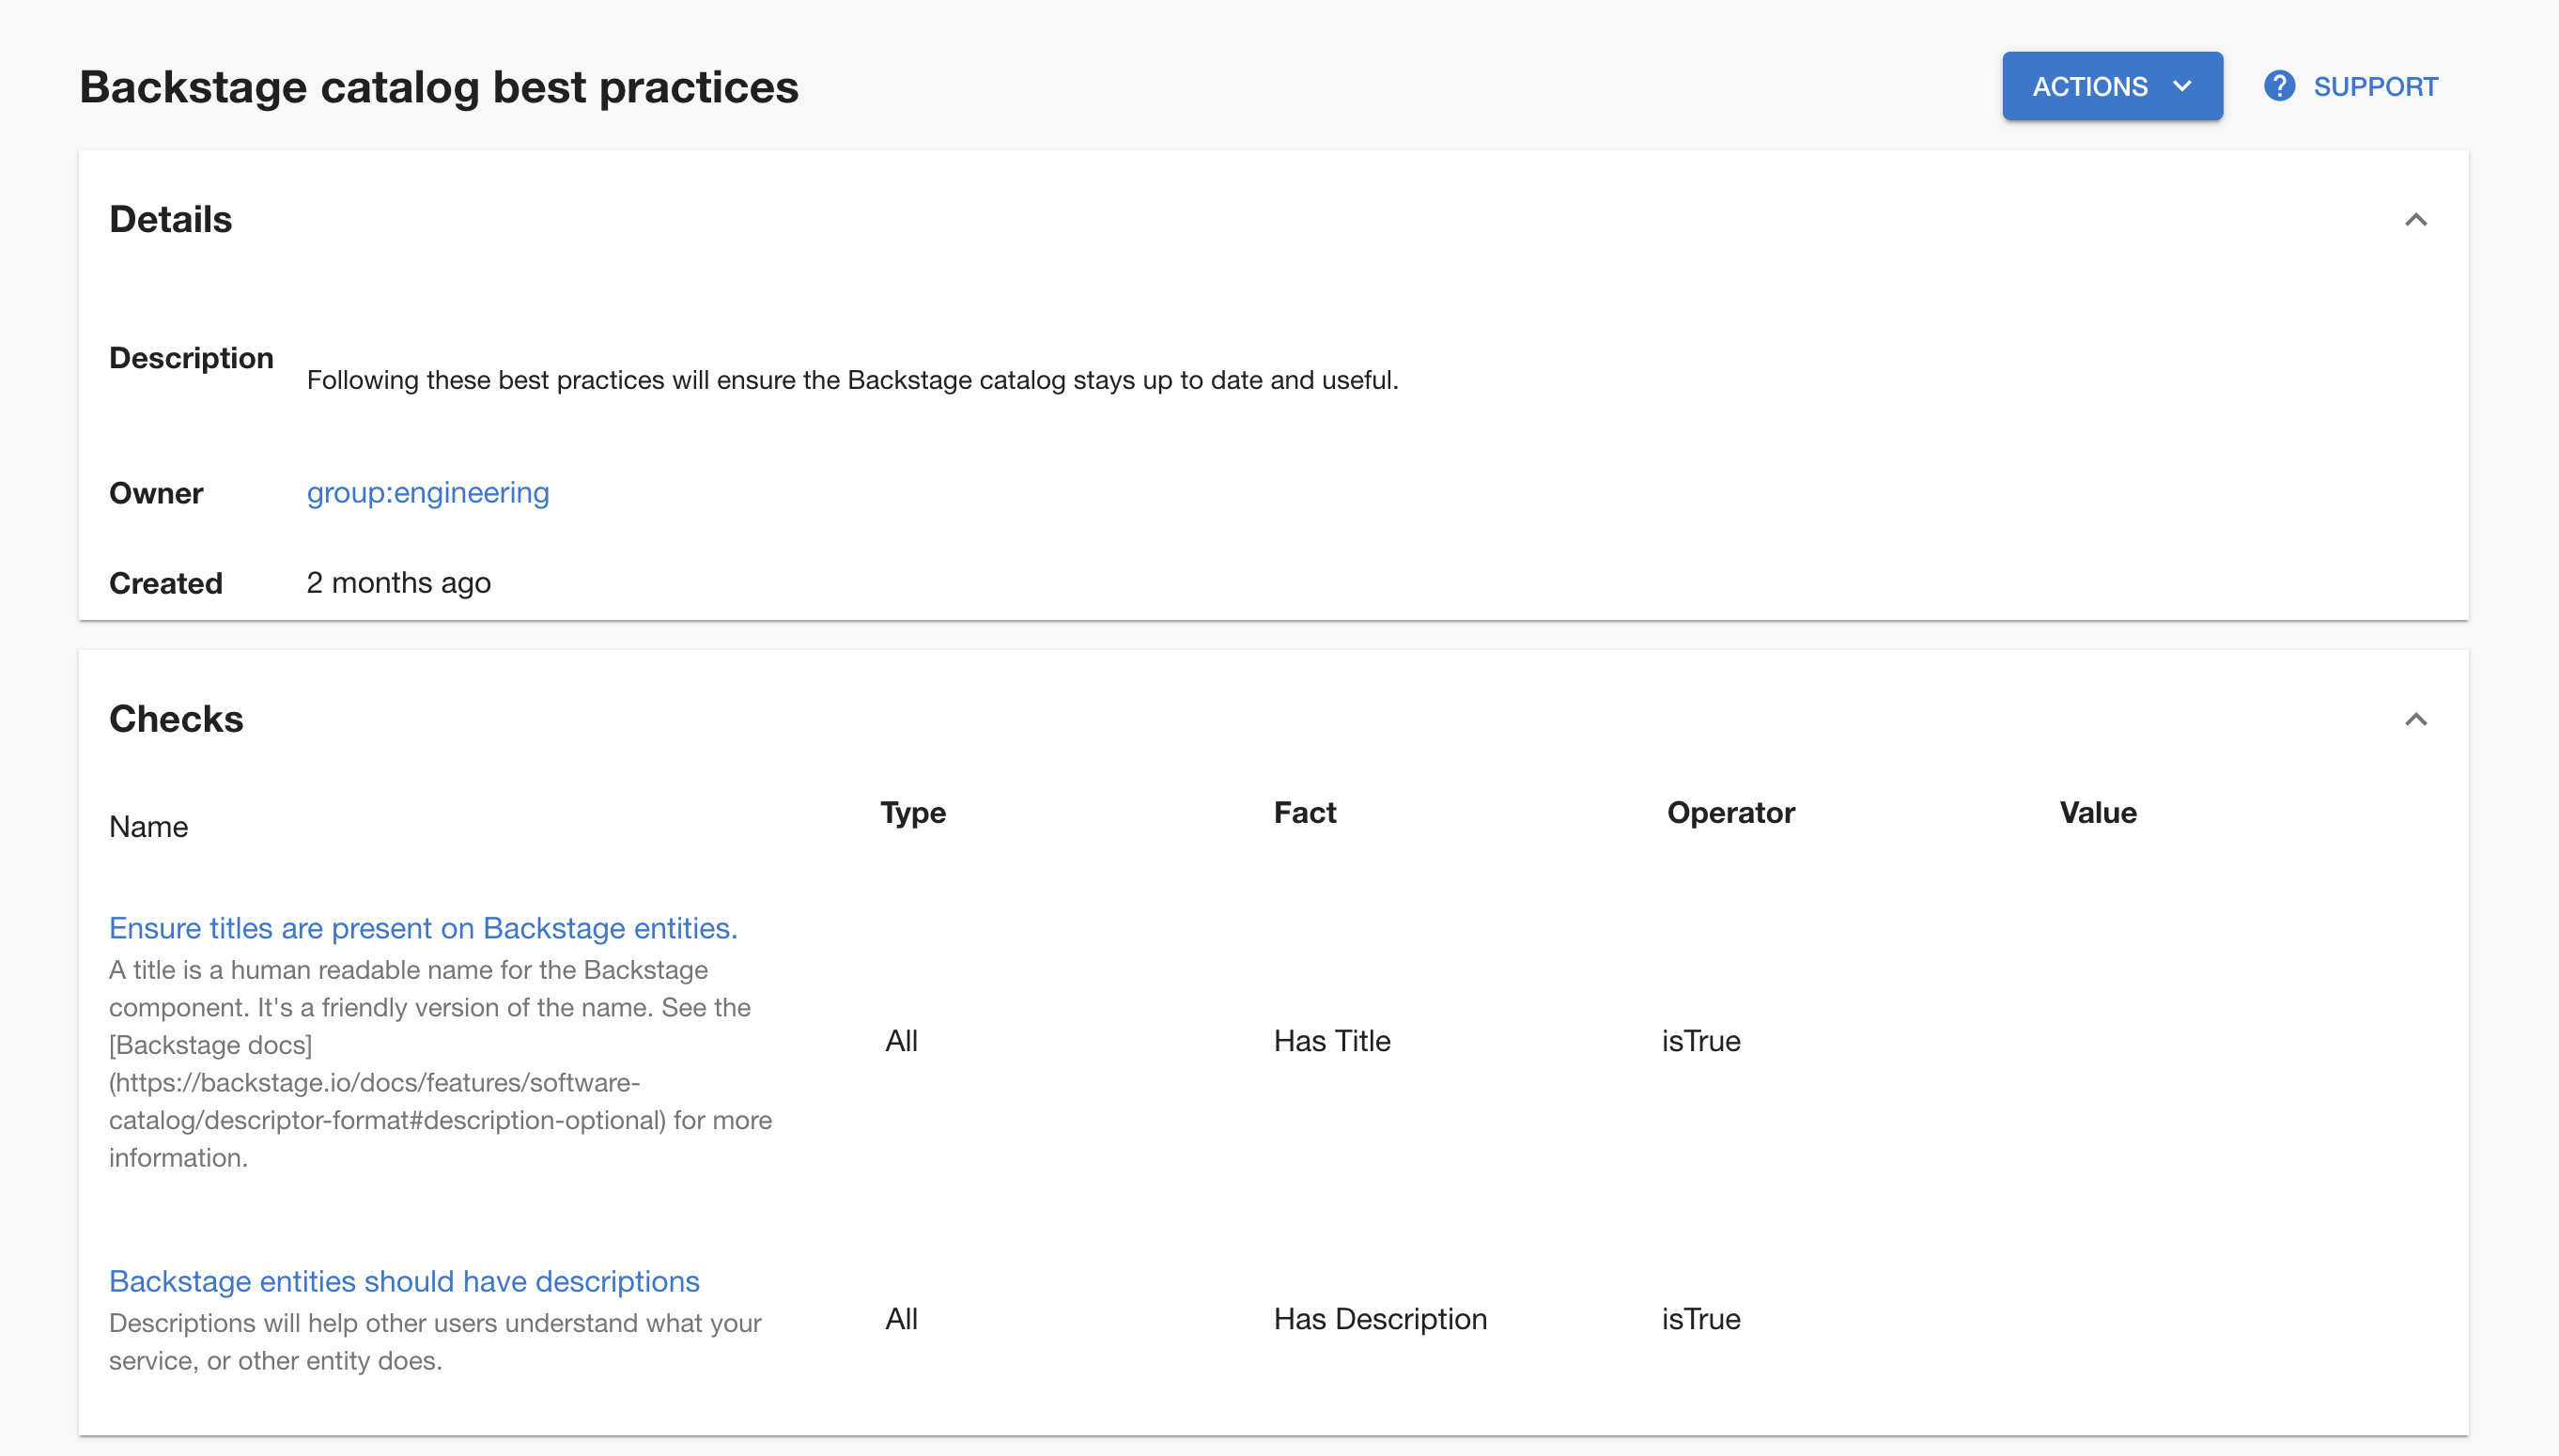 Backstage catalog best practices
ACTIONS
SUPPORT
Details
Description
Following these best practices will ensure the Backstage catalog stays up to date and useful.
Owner
group:engineering
Created
2 months ago
Checks
Name
Type
Fact
Operator
Value
Ensure titles are present on Backstage entities.
A title is a human readable name for the Backstage
component. It's a friendly version of the name. See the
[Backstage docs]
(https://backstage.io/docs/features/software-
catalog/descriptor-format#description-optional) for more
information.
All
Has Title
isTrue
Backstage entities should have descriptions
Descriptions will help other users understand what your
service, or other entity does.
All
Has Description
isTrue